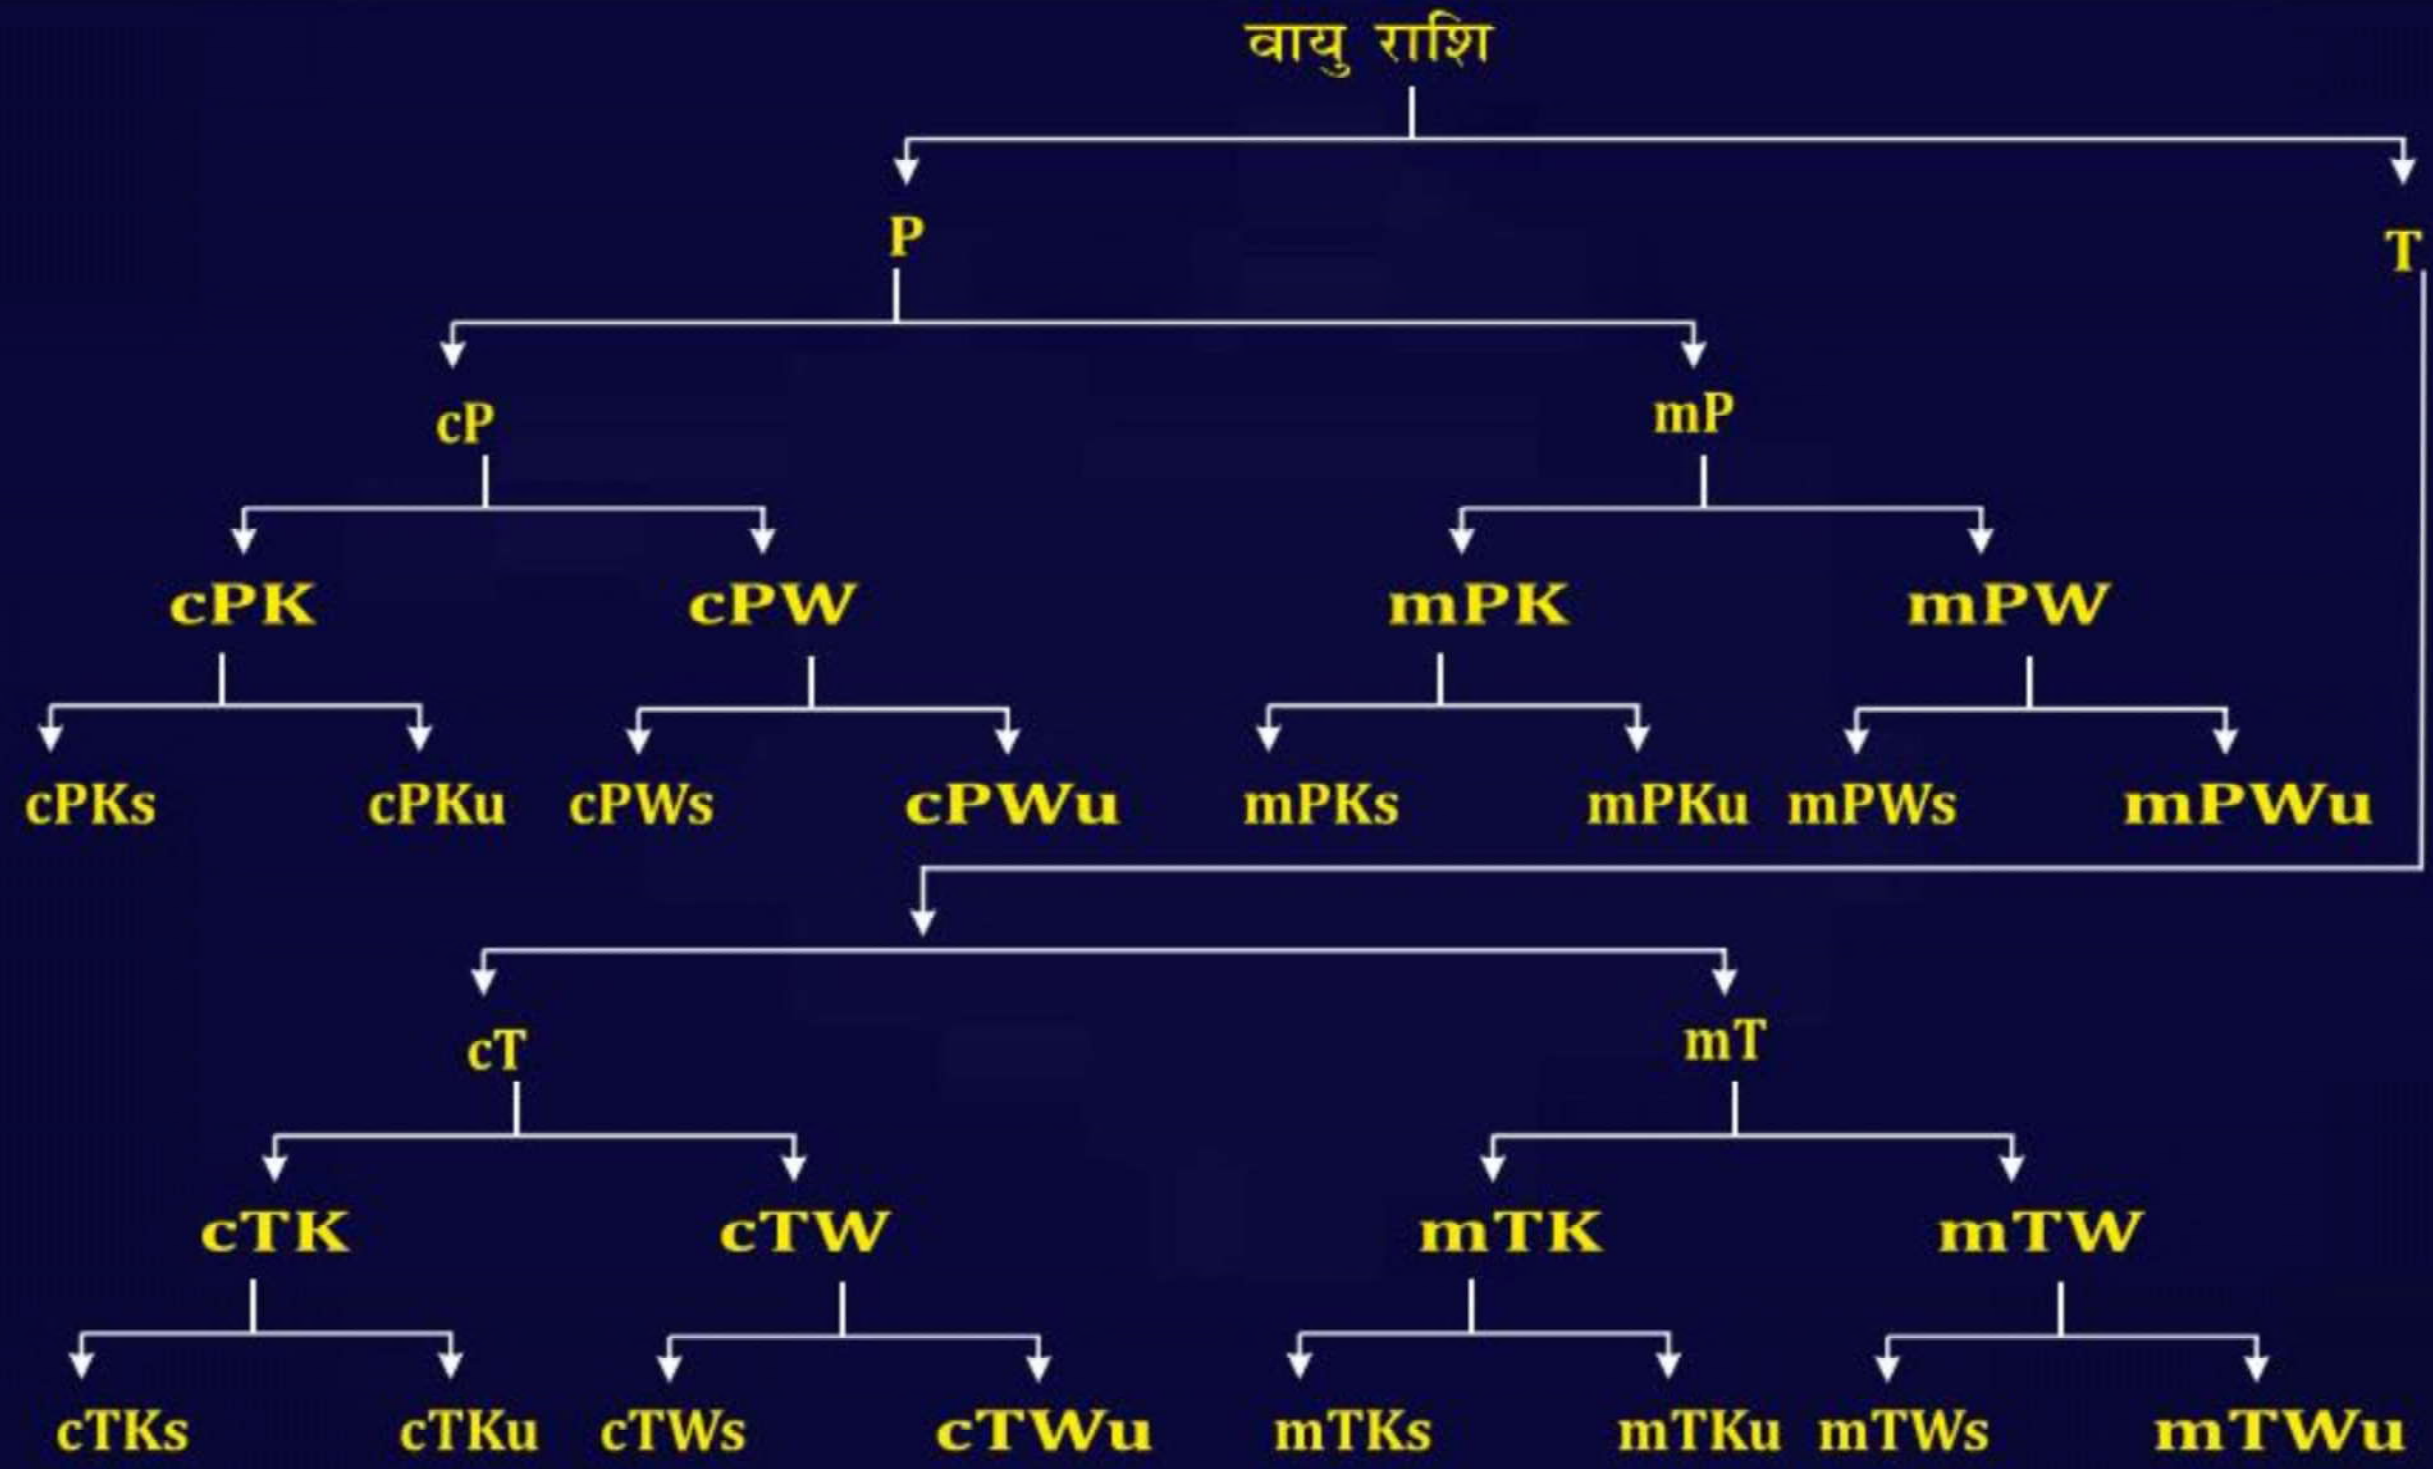 वायु राशि
P T
cP mP
cPK cPW mPK mPW
cPKs cPKu cPWs cPWu mPKs mPKu mPWs mPWu
cT mT
cTK cTW mTK mTW
cTKs cTKu cTWs cTWu mTKs mTKu mTWs mTWu